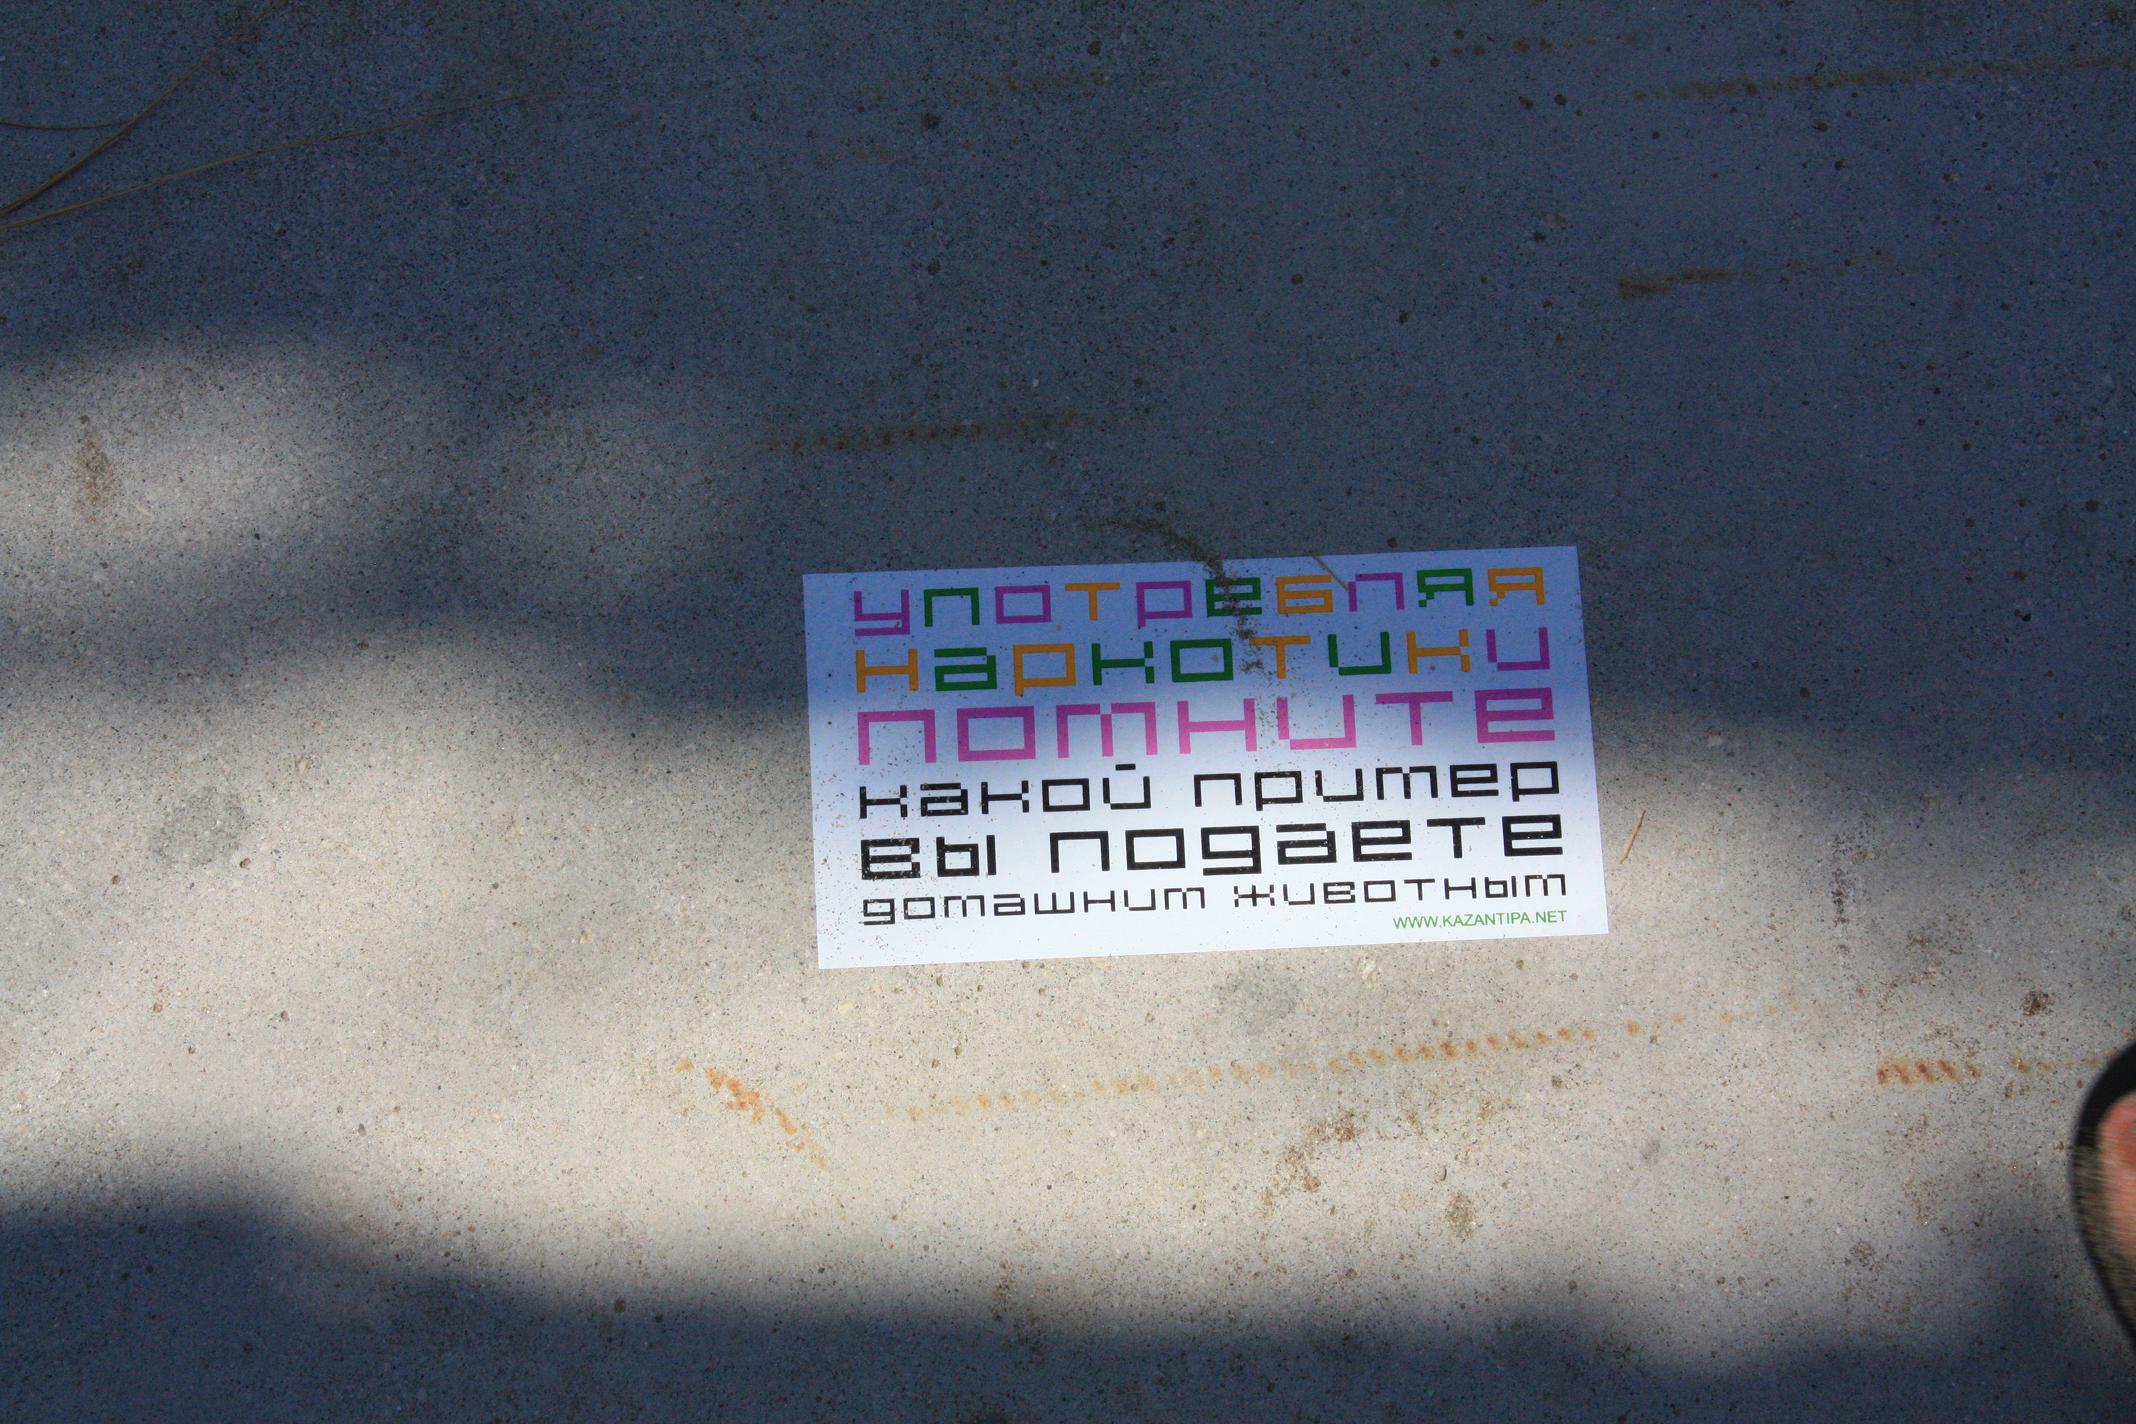 употребляя
наркотики
помните
какой пример
вы подаете
домашним животным
WWW.KAZANTIPA.NET